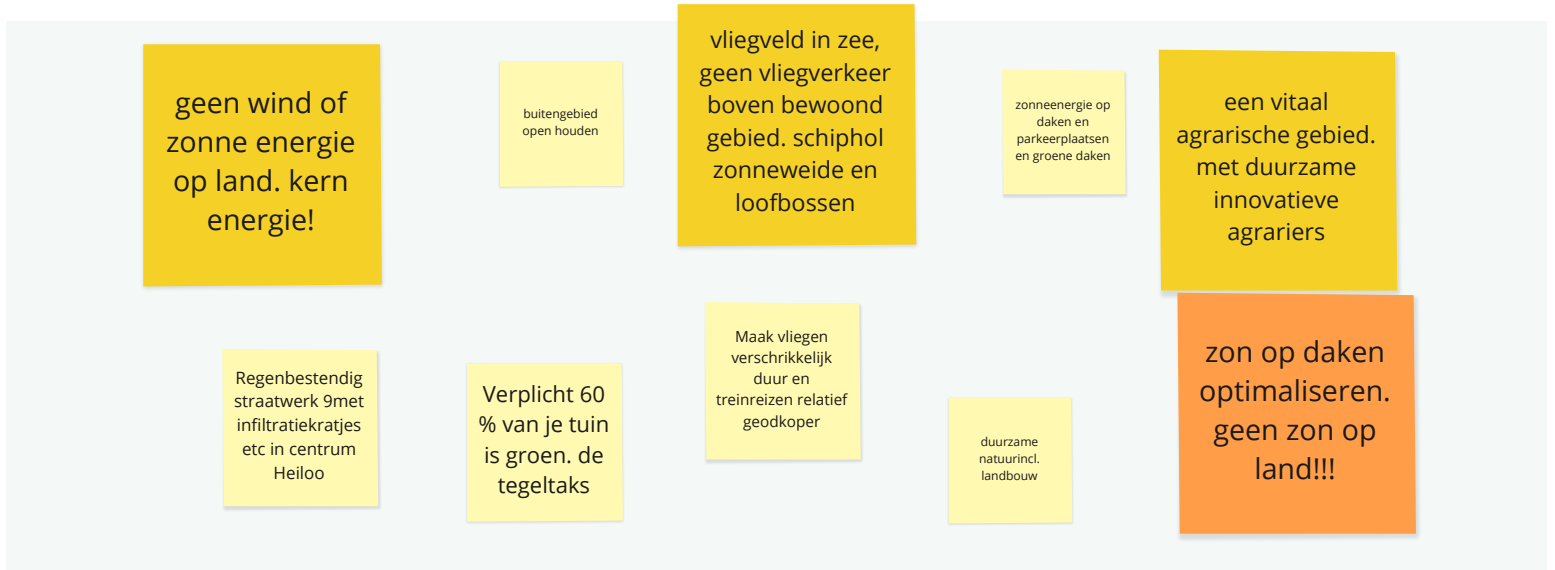 geen wind of
zonne energie
op land. kern
energie!
buitengebied
open houden
vliegveld in zee,
geen vliegverkeer
boven bewoond
gebied. schiphol
zonneweide en
loofbossen
zonneenergie op
daken en
parkeerplaatsen
en groene daken
een vitaal
agrarische gebied.
met duurzame
innovatieve
agrariers
Regenbestendig
straatwerk 9met
infiltratiekratjes
etc in centrum
Heiloo
Verplicht 60
% van je tuin
is groen. de
tegeltaks
Maak vliegen
verschrikkelijk
duur en
treinreizen relatief
geodkoper
duurzame
natuurincl.
landbouw
zon op daken
optimaliseren.
geen zon op
land!!!